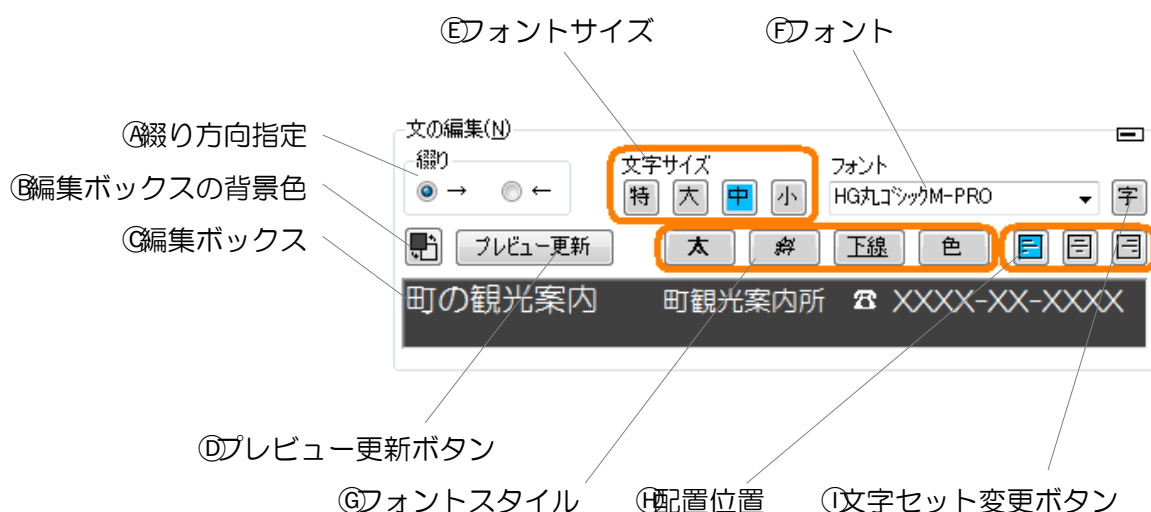 Ⓔフォントサイズ
Ⓕフォント
Ⓐ綴り方向指定
文の編集(N)
綴り
→
←
文字サイズ
フォント
Ⓑ編集ボックスの背景色
特
大
中
小
HG丸ゴシックM-PRO
字
Ⓒ編集ボックス
プレビュー更新
太
斜
下線
色
町の観光案内 町観光案内所 ☎ XXXX-XX-XXXX
Ⓓプレビュー更新ボタン
Ⓖフォントスタイル
Ⓗ配置位置
Ⓘ文字セット変更ボタン